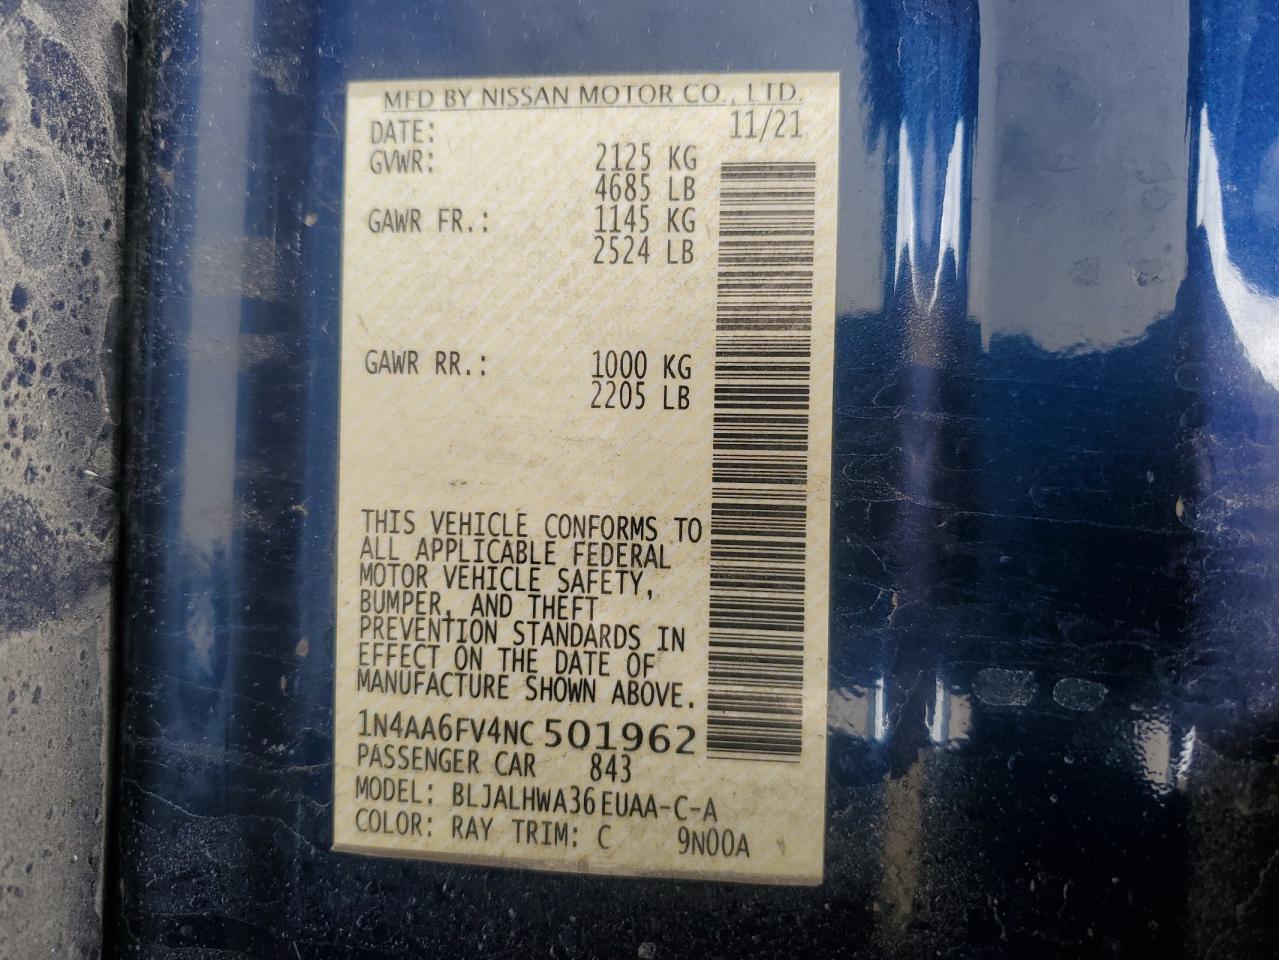 MFD BY NISSAN MOTOR CO., LTD.
DATE: 11/21
GVWR: 2125 KG
4685 LB
GAWR FR.: 1145 KG
2524 LB
GAWR RR.: 1000 KG
2205 LB
THIS VEHICLE CONFORMS TO
ALL APPLICABLE FEDERAL
MOTOR VEHICLE SAFETY,
BUMPER, AND THEFT
PREVENTION STANDARDS IN
EFFECT ON THE DATE OF
MANUFACTURE SHOWN ABOVE.
1N4AA6FV4NC501962
PASSENGER CAR 843
MODEL: BLJALHWA36EUAA-C-A
COLOR: RAY TRIM: C 9N00A